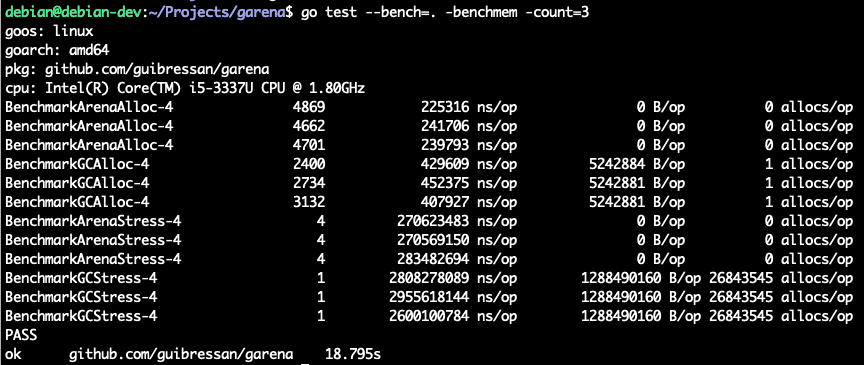 debian@debian-dev:~/Projects/garena$ go test --bench=. -benchmem -count=3
goos: linux
goarch: amd64
pkg: github.com/guibressan/garena
cpu: Intel(R) Core(TM) i5-3337U CPU @ 1.80GHz
BenchmarkArenaAlloc-4 4869 225316 ns/op 0 B/op 0 allocs/op
BenchmarkArenaAlloc-4 4662 241706 ns/op 0 B/op 0 allocs/op
BenchmarkArenaAlloc-4 4701 239793 ns/op 0 B/op 0 allocs/op
BenchmarkGCAlloc-4 2400 429609 ns/op 5242884 B/op 1 allocs/op
BenchmarkGCAlloc-4 2734 452375 ns/op 5242881 B/op 1 allocs/op
BenchmarkGCAlloc-4 3132 407927 ns/op 5242881 B/op 1 allocs/op
BenchmarkArenaStress-4 4 270623483 ns/op 0 B/op 0 allocs/op
BenchmarkArenaStress-4 4 270569150 ns/op 0 B/op 0 allocs/op
BenchmarkArenaStress-4 4 283482694 ns/op 0 B/op 0 allocs/op
BenchmarkGCStress-4 1 2808278089 ns/op 1288490160 B/op 26843545 allocs/op
BenchmarkGCStress-4 1 2955618144 ns/op 1288490160 B/op 26843545 allocs/op
BenchmarkGCStress-4 1 2600100784 ns/op 1288490160 B/op 26843545 allocs/op
PASS
ok github.com/guibressan/garena 18.795s